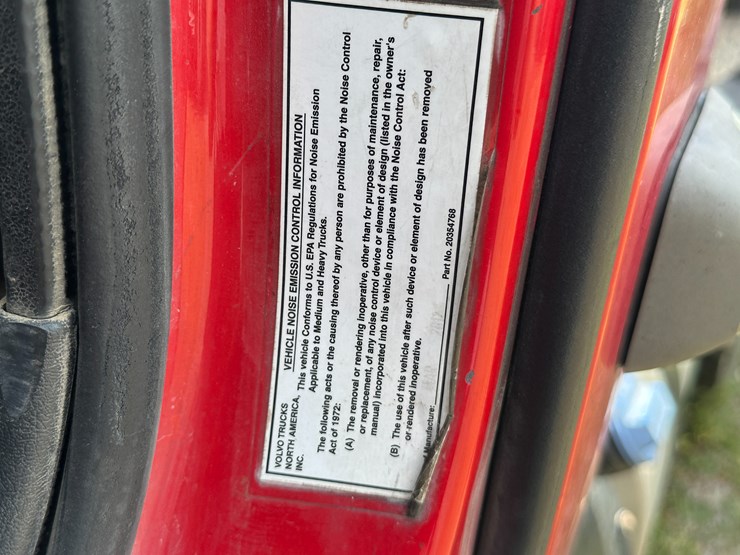 VOLVO TRUCKS
NORTH AMERICA,
INC.
VEHICLE NOISE EMISSION CONTROL INFORMATION
This vehicle Conforms to U.S. EPA Regulations for Noise Emission
Applicable to Medium and Heavy Trucks.
The following acts or the causing thereof by any person are prohibited by the Noise Control
Act of 1972:
(A) The removal or rendering inoperative, other than for purposes of maintenance, repair,
or replacement, of any noise control device or element of design (listed in the owner's
manual) incorporated into this vehicle in compliance with the Noise Control Act:
(B) The use of this vehicle after such device or element of design has been removed
or rendered inoperative.
Manufacture:
Part No. 20354768